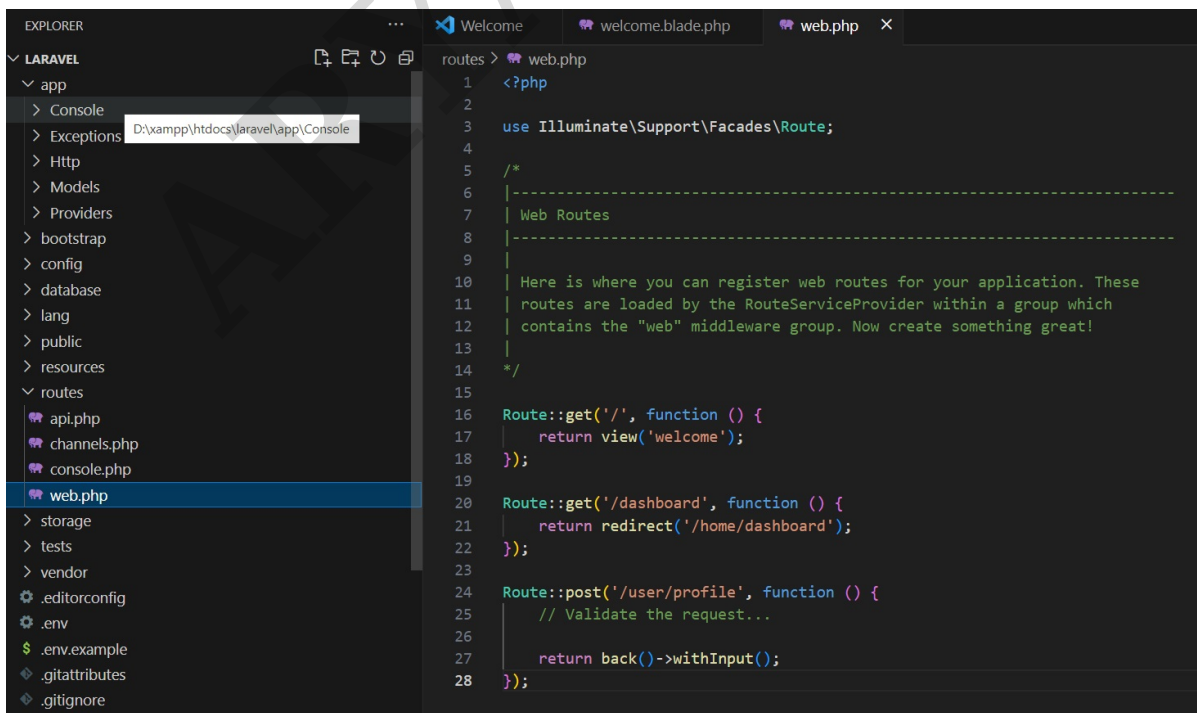 EXPLORER
LARAVEL
app
Console
D:\xampp\htdocs\laravel\app\Console
Exceptions
Http
Models
Providers
bootstrap
config
database
lang
public
resources
routes
api.php
channels.php
console.php
web.php
storage
tests
vendor
.editorconfig
.env
$ .env.example
.gitattributes
.gitignore
Welcome welcome.blade.php web.php
routes > web.php
1 <?php
2
3 use Illuminate\Support\Facades\Route;
4
5 /*
6 |--------------------------------------------------------------------------
7 | Web Routes
8 |--------------------------------------------------------------------------
9 |
10 | Here is where you can register web routes for your application. These
11 | routes are loaded by the RouteServiceProvider within a group which
12 | contains the "web" middleware group. Now create something great!
13 |
14 */
15
16 Route::get('/', function () {
17     return view('welcome');
18 });
19
20 Route::get('/dashboard', function () {
21     return redirect('/home/dashboard');
22 });
23
24 Route::post('/user/profile', function () {
25     // Validate the request...
26
27     return back()->withInput();
28 });